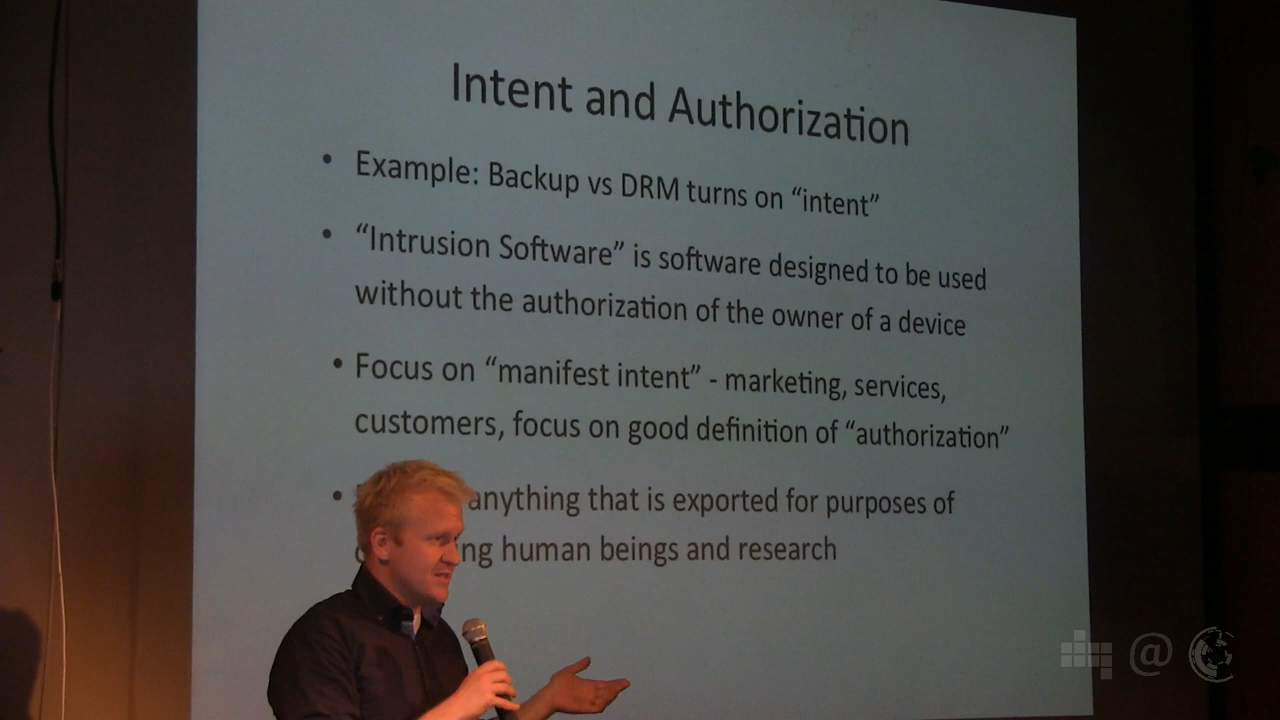 Intent and Authorization
• Example: Backup vs DRM turns on “intent”
• “Intrusion Software” is software designed to be used
without the authorization of the owner of a device
• Focus on “manifest intent” - marketing, services,
customers, focus on good definition of “authorization”
• anything that is exported for purposes of
human beings and research
@